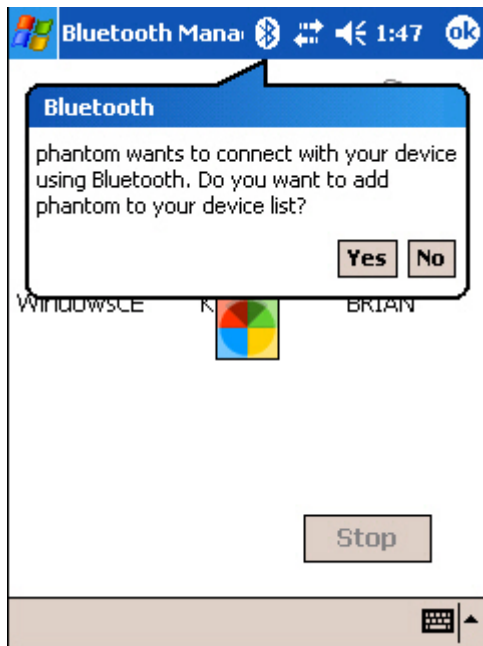 Bluetooth Mana
1:47
ok
Bluetooth
phantom wants to connect with your device
using Bluetooth. Do you want to add
phantom to your device list?
Yes
No
WindowsCE
K
BRIAN
Stop